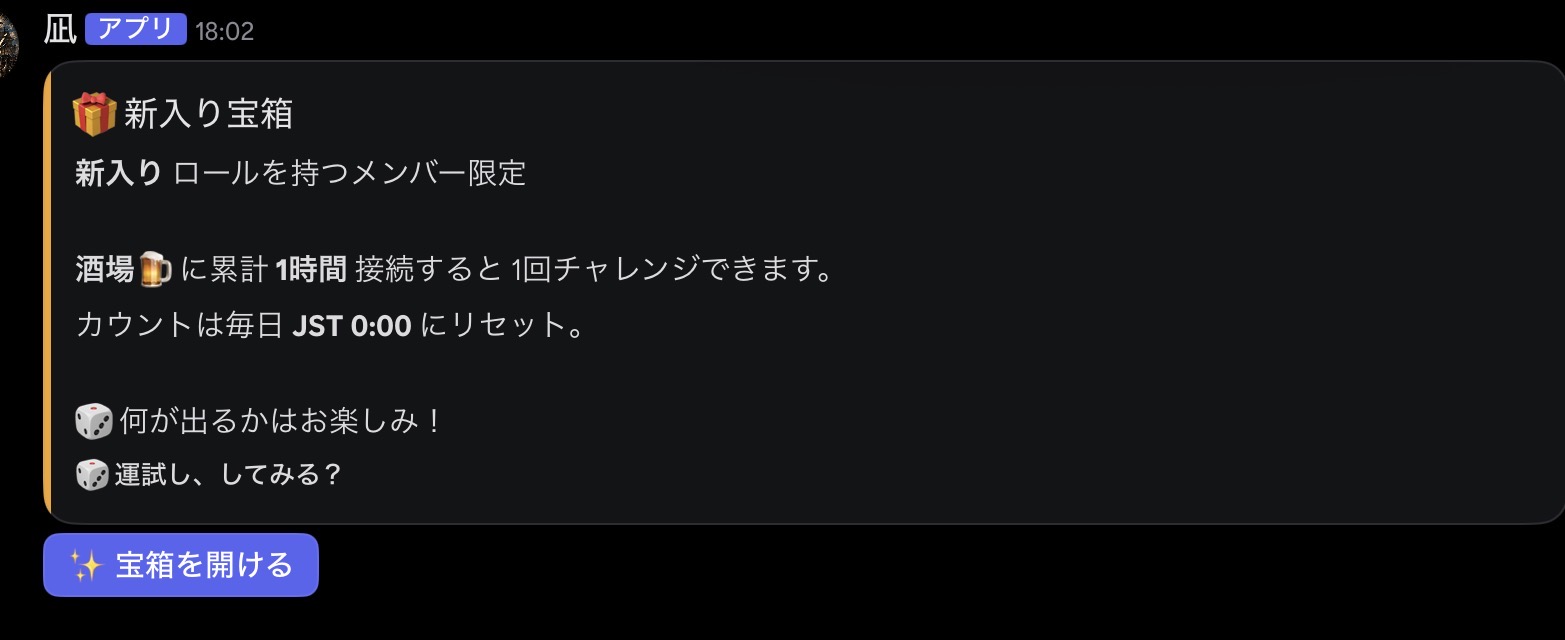 凪 アプリ 18:02
🎁新入り宝箱
新入り ロールを持つメンバー限定
酒場🍺 に累計 1時間 接続すると 1回チャレンジできます。
カウントは毎日 JST 0:00 にリセット。
🎲何が出るかはお楽しみ！
🎲運試し、してみる？
✨ 宝箱を開ける